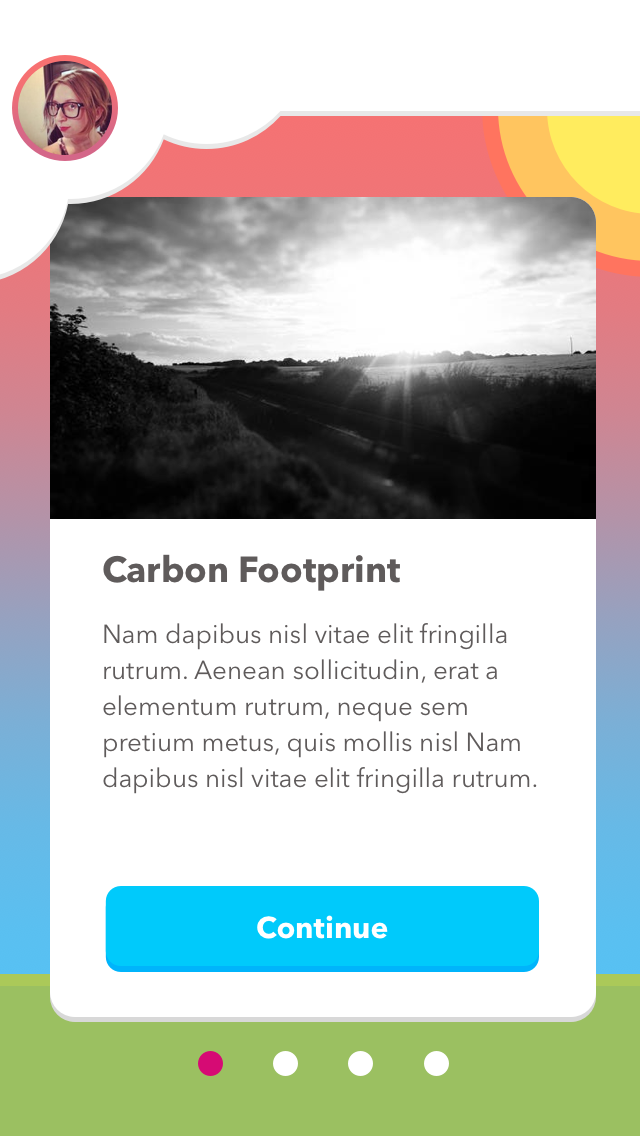 Carbon Footprint
Nam dapibus nisl vitae elit fringilla
rutrum. Aenean sollicitudin, erat a
elementum rutrum, neque sem
pretium metus, quis mollis nisl Nam
dapibus nisl vitae elit fringilla rutrum.
Continue